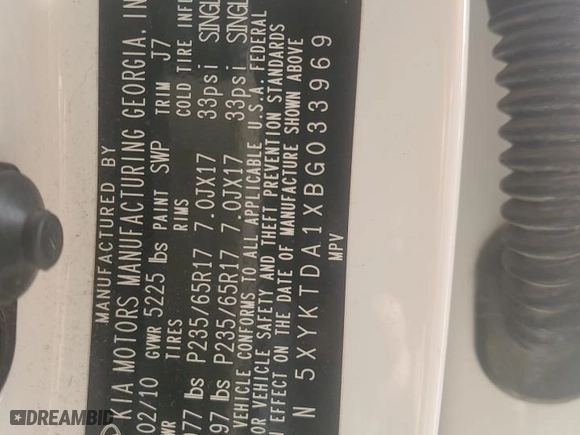 MANUFACTURED BY
KIA MOTORS MANUFACTURING GEORGIA, IN
02/10 GVWR 5225 lbs PAINT SWP TRIM J7
WR TIRES RIMS COLD TIRE INFL
077 lbs P235/65R17 7.0JX17 33psi SINGL
97 lbs P235/65R17 7.0JX17 33psi SINGL
VEHICLE CONFORMS TO ALL APPLICABLE U.S.A. FEDERAL
OR VEHICLE SAFETY AND THEFT PREVENTION STANDARDS
N EFFECT ON THE DATE OF MANUFACTURE SHOWN ABOVE
N 5XYKTDA1XBG033969
MPV
DREAMBID